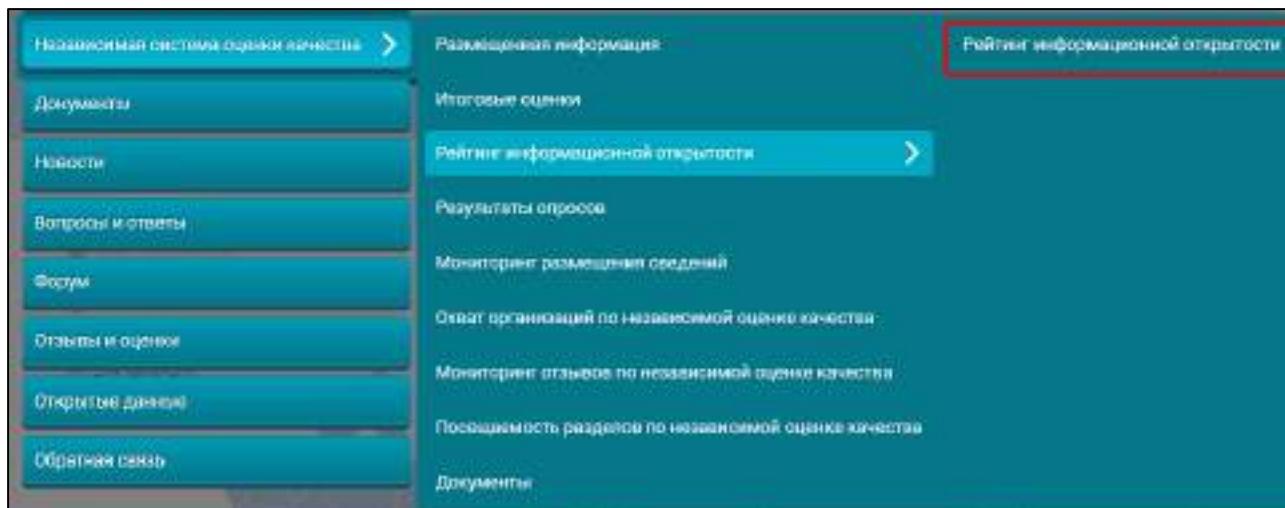 Независимая система оценки качества
Документы
Новости
Вопросы и ответы
Форум
Отзывы и оценки
Открытые данные
Обратная связь
Размещенная информация
Итоговые оценки
Рейтинг информационной открытости
Результаты опросов
Мониторинг размещения сведений
Охват организаций по независимой оценке качества
Мониторинг отзывов по независимой оценке качества
Посещаемость разделов по независимой оценке качества
Документы
Рейтинг информационной открытости